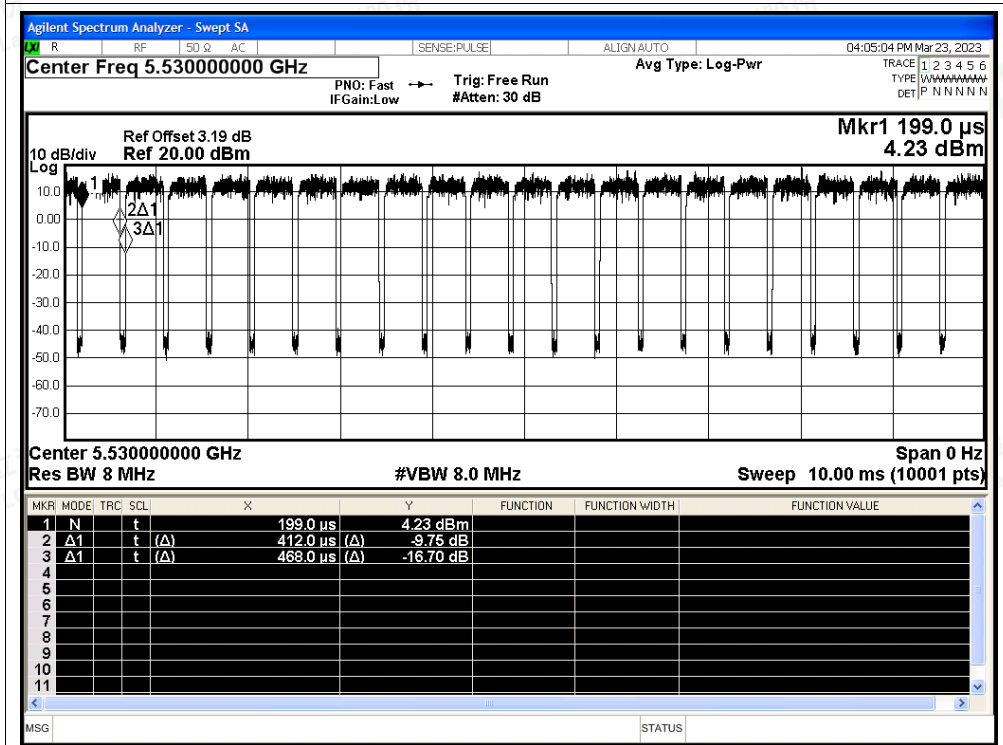 Agilent Spectrum Analyzer - Swept SA
LXI R RF 50 Ω AC SENSE:PULSE ALIGN AUTO 04:05:04 PM Mar 23, 2023
Center Freq 5.530000000 GHz
PNO: Fast
IFGain:Low
Trig: Free Run
#Atten: 30 dB
Avg Type: Log-Pwr
TRACE 1 2 3 4 5 6
TYPE
DET P N N N N N
Mkr1 199.0 µs
4.23 dBm
Ref Offset 3.19 dB
10 dB/div Ref 20.00 dBm
Log
1
10.0
2Δ1
0.00
3Δ1
-10.0
-20.0
-30.0
-40.0
-50.0
-60.0
-70.0
Center 5.530000000 GHz Span 0 Hz
Res BW 8 MHz #VBW 8.0 MHz Sweep 10.00 ms (10001 pts)
MKR MODE TRC SCL X Y FUNCTION FUNCTION WIDTH FUNCTION VALUE
1 N t 199.0 µs 4.23 dBm
2 Δ1 t (Δ) 412.0 µs (Δ) -9.75 dB
3 Δ1 t (Δ) 468.0 µs (Δ) -16.70 dB
4
5
6
7
8
9
10
11
MSG STATUS